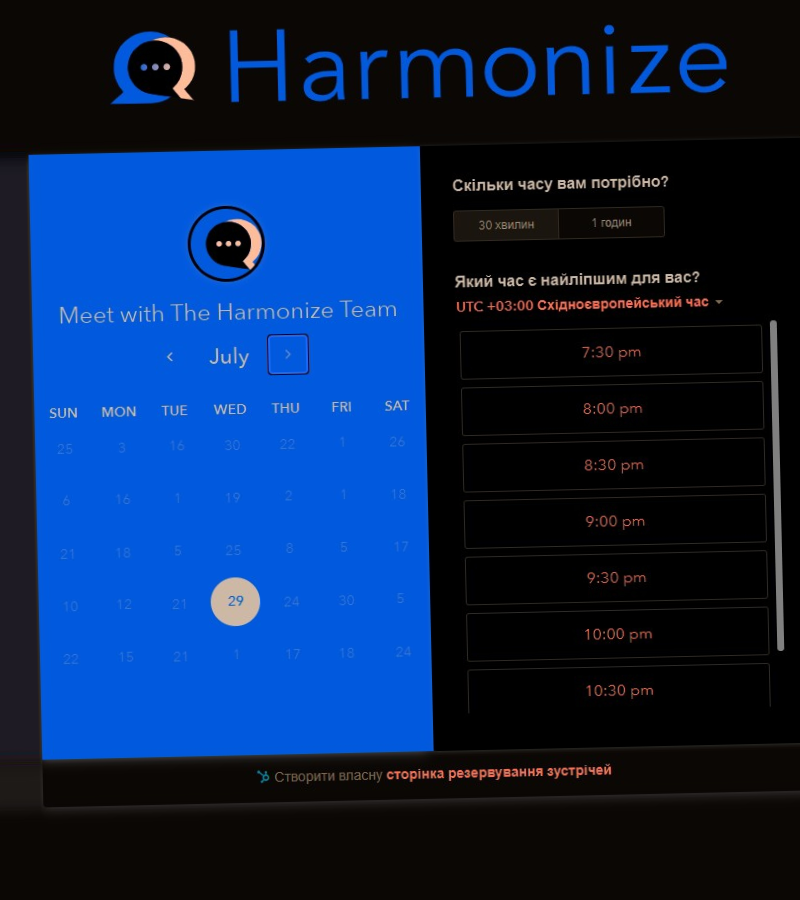 Harmonize
Meet with The Harmonize Team
July
SUN MON TUE WED THU FRI SAT
25 3 16 30 22 1 26
6 16 1 19 2 1 18
21 18 5 25 8 5 17
10 12 21 29 24 30 5
22 15 21 1 17 18 24
Скільки часу вам потрібно?
30 хвилин 1 годин
Який час є найліпшим для вас?
UTC +03:00 Східноєвропейський час
7:30 pm
8:00 pm
8:30 pm
9:00 pm
9:30 pm
10:00 pm
10:30 pm
Створити власну сторінка резервування зустрічей